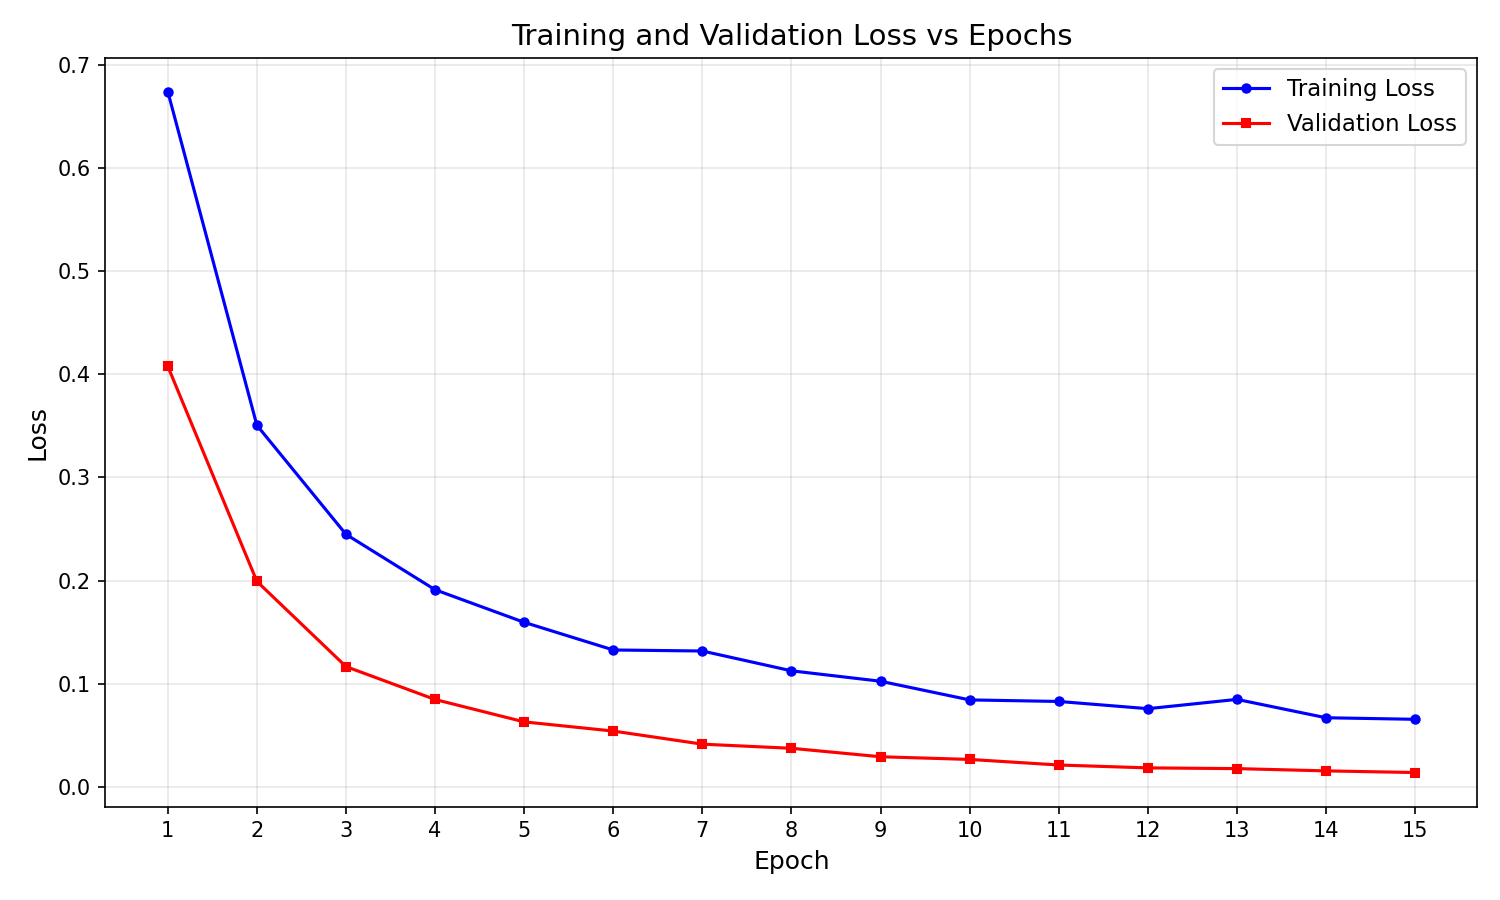 Training and Validation Loss vs Epochs
Training Loss
Validation Loss
0.7
0.6
0.5
0.4
0.3
0.2
0.1
0.0
Loss
1 2 3 4 5 6 7 8 9 10 11 12 13 14 15
Epoch